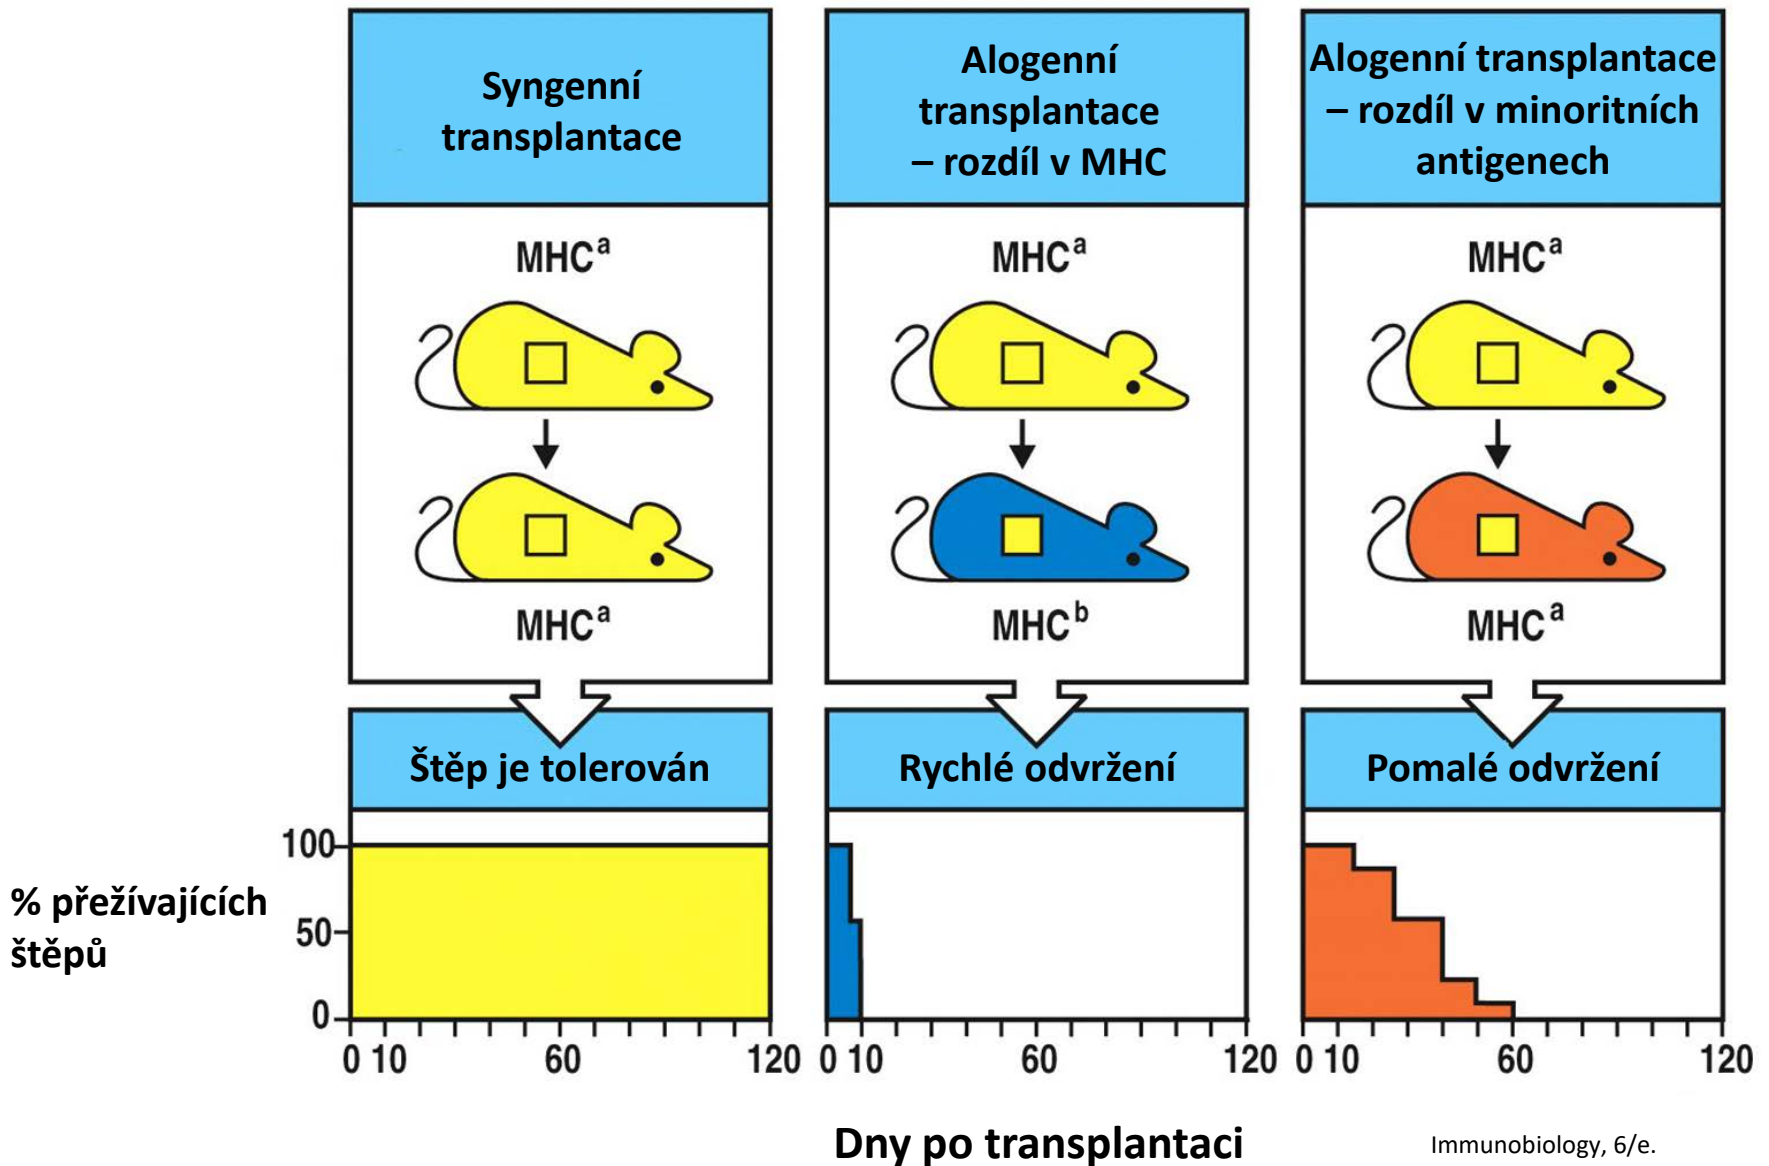 Syngenní
transplantace
MHCᵃ
MHCᵃ
Štěp je tolerován
Alogenní
transplantace
– rozdíl v MHC
MHCᵃ
MHCᵇ
Rychlé odvržení
Alogenní transplantace
– rozdíl v minoritních
antigenech
MHCᵃ
MHCᵃ
Pomalé odvržení
% přežívajících
štěpů
100
50
0
0 10 60 120
0 10 60 120
0 10 60 120
Dny po transplantaci
Immunobiology, 6/e.